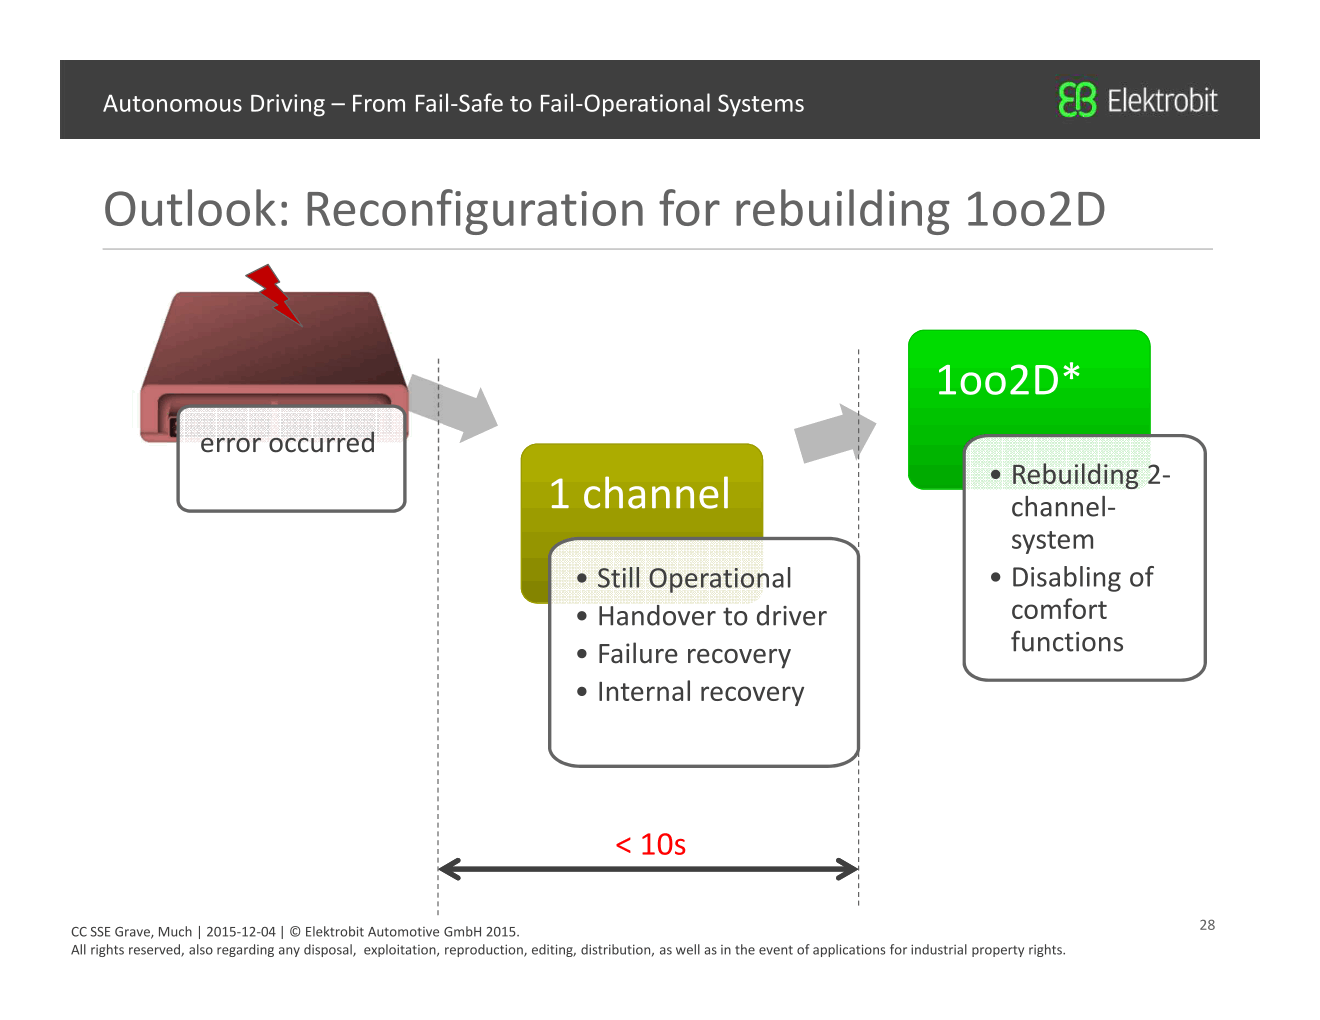 Autonomous Driving – From Fail-Safe to Fail-Operational Systems
Elektrobit
Outlook: Reconfiguration for rebuilding 1oo2D
error occurred
1 channel
• Still Operational
• Handover to driver
• Failure recovery
• Internal recovery
1oo2D*
• Rebuilding 2-
channel-
system
• Disabling of
comfort
functions
< 10s
CC SSE Grave, Much | 2015-12-04 | © Elektrobit Automotive GmbH 2015.
All rights reserved, also regarding any disposal, exploitation, reproduction, editing, distribution, as well as in the event of applications for industrial property rights.
28